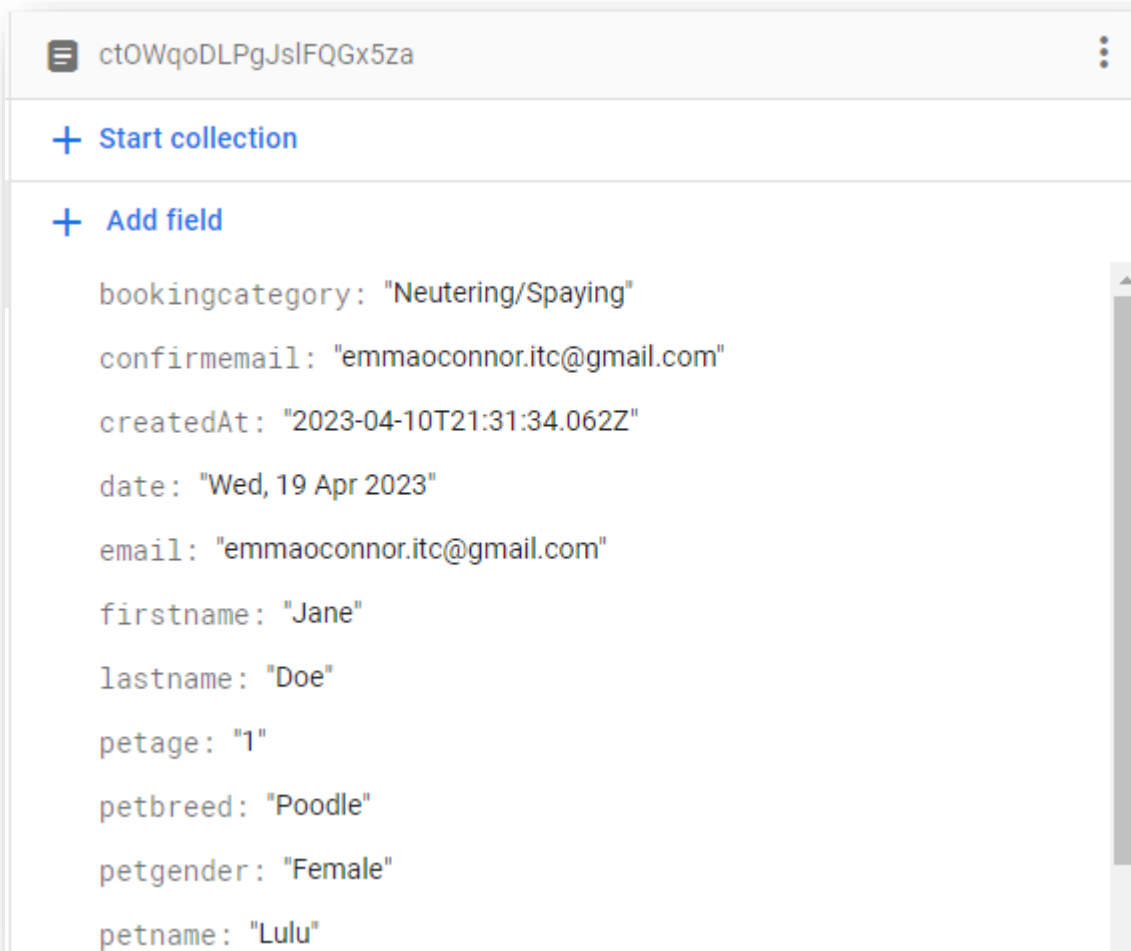 ctOWqoDLPgJslFQGx5za
Start collection
Add field
bookingcategory: "Neutering/Spaying"
confirmemail: "emmaoconnor.itc@gmail.com"
createdAt: "2023-04-10T21:31:34.062Z"
date: "Wed, 19 Apr 2023"
email: "emmaoconnor.itc@gmail.com"
firstname: "Jane"
lastname: "Doe"
petage: "1"
petbreed: "Poodle"
petgender: "Female"
petname: "Lulu"